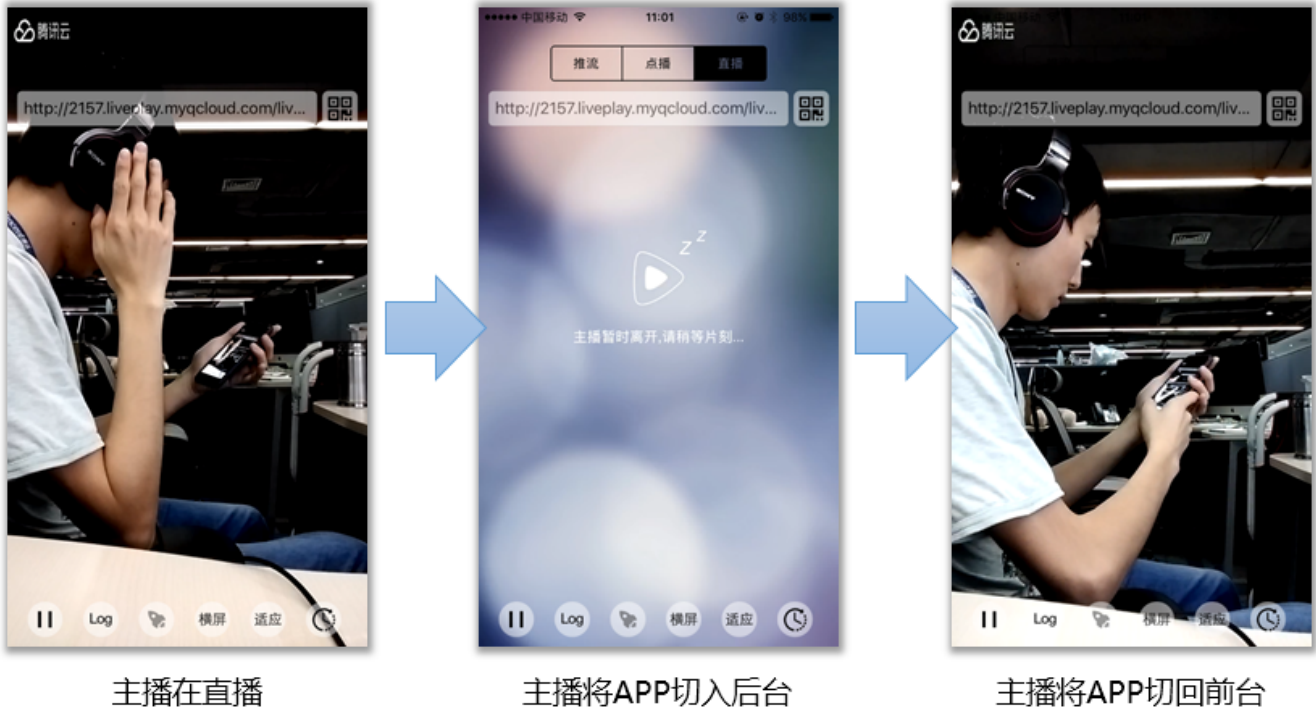 腾讯云
http://2157.liveplay.myqcloud.com/liv...
SONY
Log
横屏
适应
主播在直播
中国移动
11:01
98%
推流
点播
直播
http://2157.liveplay.myqcloud.com/liv...
z z
主播暂时离开,请稍等片刻...
Log
横屏
适应
主播将APP切入后台
腾讯云
http://2157.liveplay.myqcloud.com/liv...
SONY
Log
横屏
适应
主播将APP切回前台